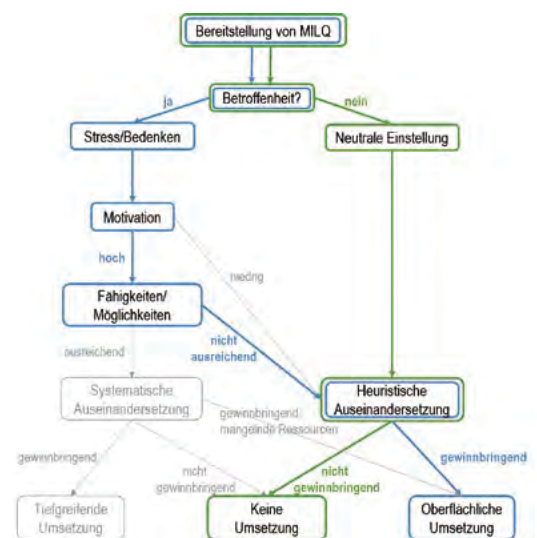 Bereitstellung von MILQ
Betroffenheit?
ja
nein
Stress/Bedenken
Neutrale Einstellung
Motivation
hoch
niedrig
Fähigkeiten/
Möglichkeiten
ausreichend
nicht
ausreichend
Systematische
Auseinandersetzung
Heuristische
Auseinandersetzung
gewinnbringend
mangelnde Ressourcen
gewinnbringend
nicht
gewinnbringend
nicht
gewinnbringend
gewinnbringend
Tiefgreifende
Umsetzung
Keine
Umsetzung
Oberflächliche
Umsetzung